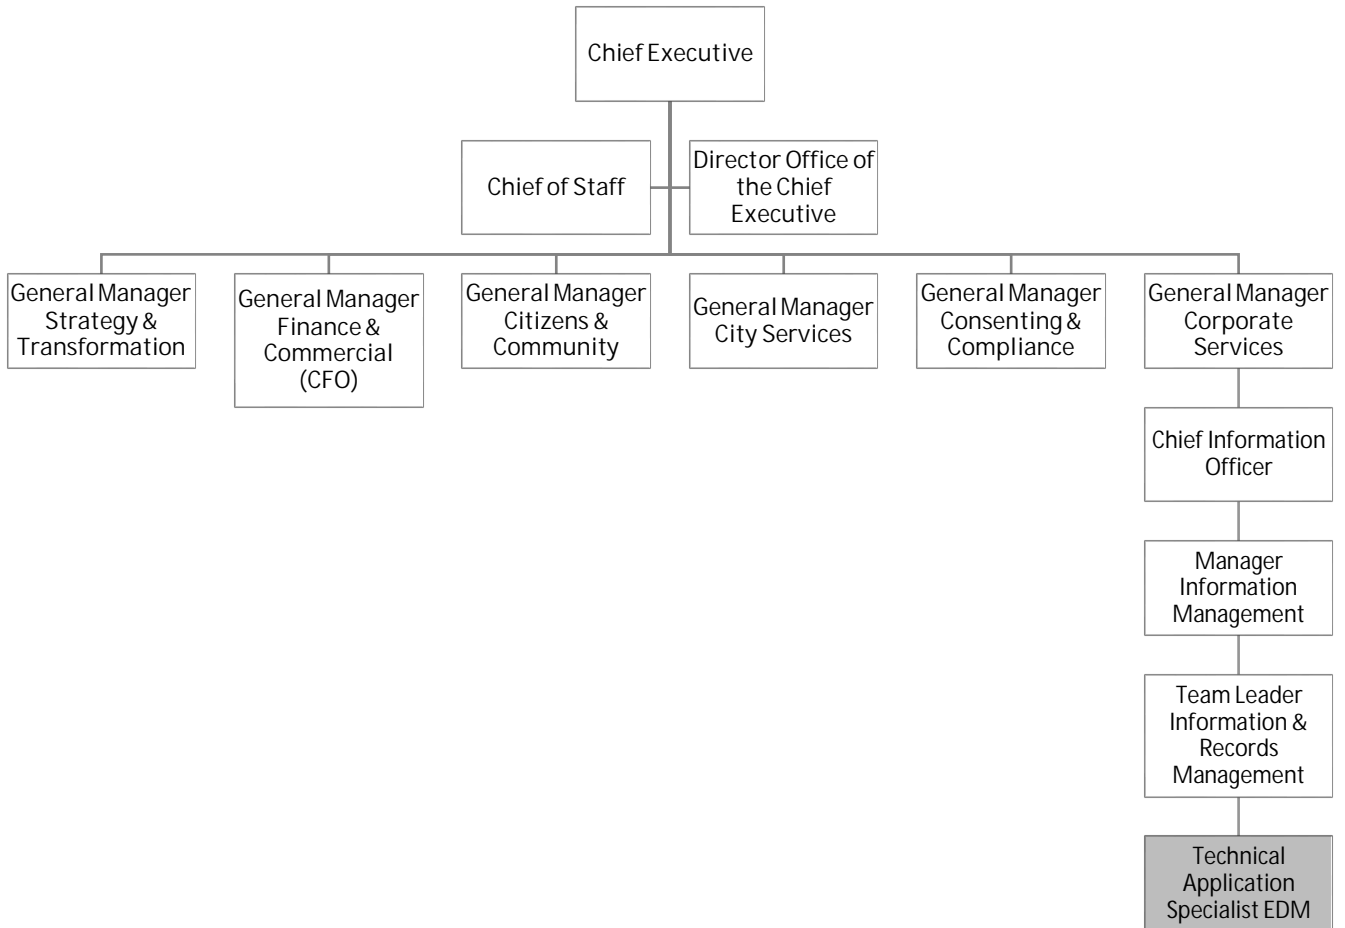 Chief Executive
Chief of Staff
Director Office of
the Chief
Executive
General Manager
Strategy &
Transformation
General Manager
Finance &
Commercial
(CFO)
General Manager
Citizens &
Community
General Manager
City Services
General Manager
Consenting &
Compliance
General Manager
Corporate
Services
Chief Information
Officer
Manager
Information
Management
Team Leader
Information &
Records
Management
Technical
Application
Specialist EDM